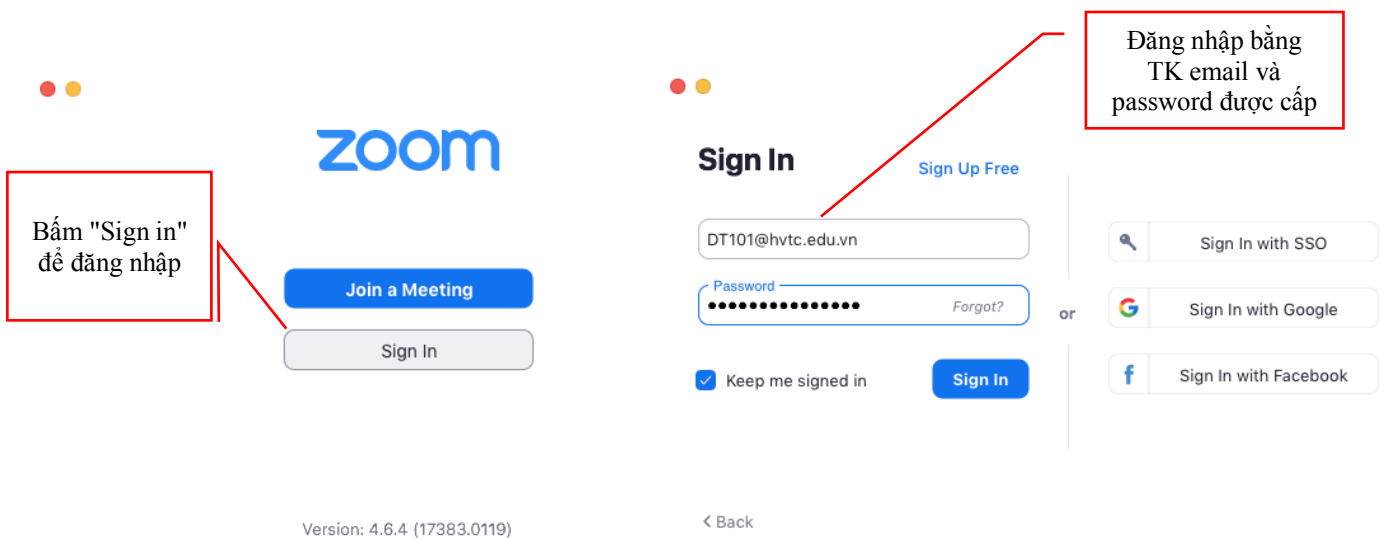 Bấm "Sign in"
để đăng nhập
zoom
Join a Meeting
Sign In
Version: 4.6.4 (17383.0119)
Đăng nhập bằng
TK email và
password được cấp
Sign In
Sign Up Free
DT101@hvtc.edu.vn
Password
•••••••••••••••
Forgot?
Keep me signed in
Sign In
or
Sign In with SSO
Sign In with Google
Sign In with Facebook
< Back